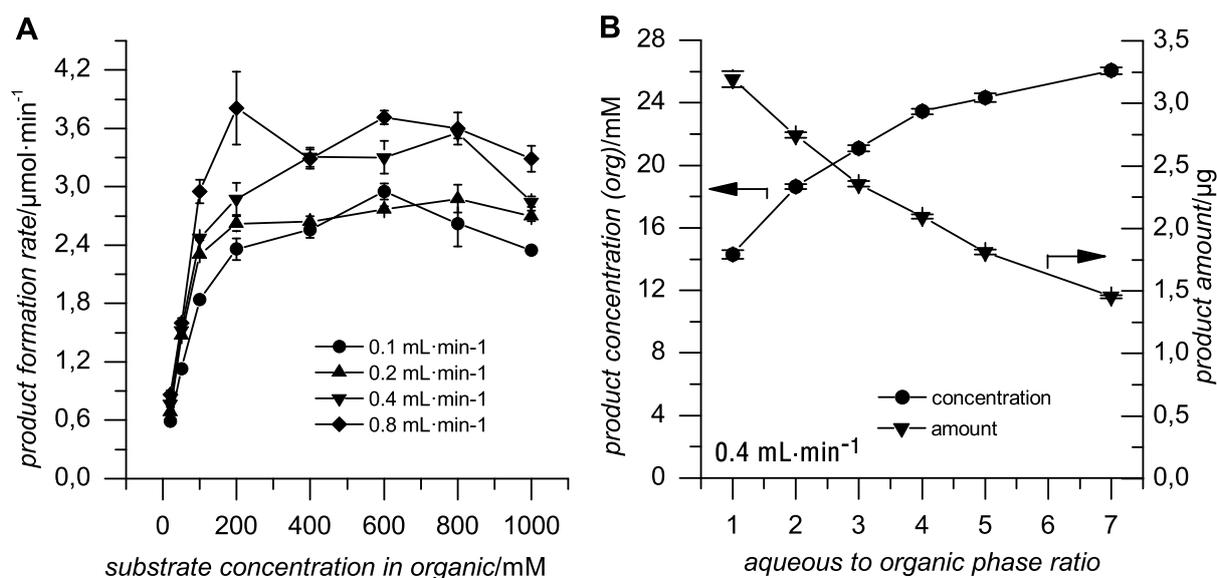 A
product formation rate/µmol·min-1
4,2
3,6
3,0
2,4
1,8
1,2
0,6
0,0
0.1 mL·min-1
0.2 mL·min-1
0.4 mL·min-1
0.8 mL·min-1
0 200 400 600 800 1000
substrate concentration in organic/mM
B
product concentration (org)/mM
28
24
20
16
12
8
4
0
concentration
amount
0.4 mL·min-1
3,5
3,0
2,5
2,0
1,5
1,0
0,5
0,0
product amount/µg
1 2 3 4 5 6 7
aqueous to organic phase ratio